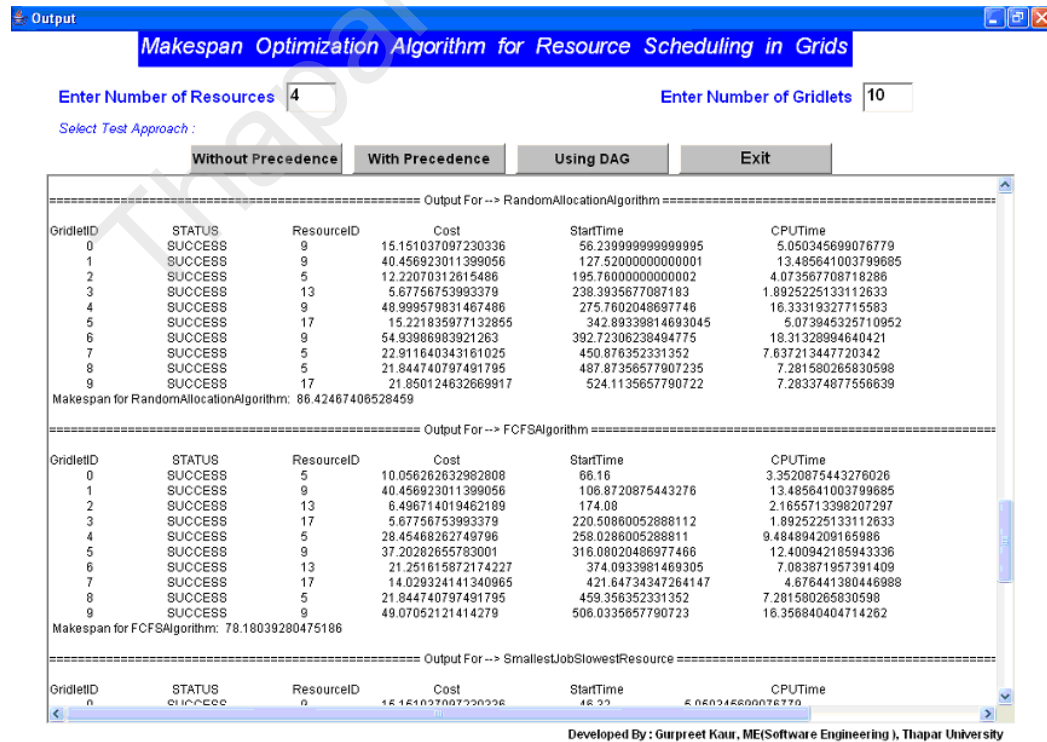 Output
Makespan Optimization Algorithm for Resource Scheduling in Grids
Enter Number of Resources 4 Enter Number of Gridlets 10
Select Test Approach :
Without Precedence With Precedence Using DAG Exit
================================================ Output For --> RandomAllocationAlgorithm ===========================================
GridletID STATUS ResourceID Cost StartTime CPUTime
0 SUCCESS 9 15.151037097230336 56.239999999999995 5.050345699076779
1 SUCCESS 9 40.456923011399056 127.52000000000001 13.485641003799685
2 SUCCESS 5 12.22070312615486 195.76000000000002 4.073567708718286
3 SUCCESS 13 5.67756753993379 238.3935677087183 1.8925225133112633
4 SUCCESS 9 48.999579831467486 275.7602048697746 16.33319327715583
5 SUCCESS 17 15.221835977132855 342.89339814693045 5.073945325710952
6 SUCCESS 9 54.93986983921263 392.72306238494775 18.31328994640421
7 SUCCESS 5 22.911640343161025 450.876352331352 7.637213447720342
8 SUCCESS 5 21.844740797491795 487.87356577907235 7.281580265830598
9 SUCCESS 17 21.850124632669917 524.11356577790722 7.283374877556639
Makespan for RandomAllocationAlgorithm: 86.42467406528459
================================================ Output For --> FCFSAlgorithm ====================================================
GridletID STATUS ResourceID Cost StartTime CPUTime
0 SUCCESS 5 10.056262632982808 66.16 3.3520875443276026
1 SUCCESS 9 40.456923011399056 106.8720875443276 13.485641003799685
2 SUCCESS 13 6.496714019462189 174.08 2.1655713398207297
3 SUCCESS 17 5.67756753993379 220.50860052888112 1.8925225133112633
4 SUCCESS 5 28.45468262749796 258.0286005288811 9.484894209165986
5 SUCCESS 9 37.20282655783001 316.08020486977466 12.400942185943336
6 SUCCESS 13 21.251615872174227 374.0933981469305 7.083871957391409
7 SUCCESS 17 14.029324141340965 421.64734347264147 4.676441380446988
8 SUCCESS 5 21.844740797491795 459.356352331352 7.281580265830598
9 SUCCESS 9 49.07052121414279 506.0335657790723 16.356840404714262
Makespan for FCFSAlgorithm: 78.18039280475186
================================================ Output For --> SmallestJobSlowestResource =========================================
GridletID STATUS ResourceID Cost StartTime CPUTime
0 SUCCESS 9 15.151037097230336 46.32 5.050345699076779
Developed By : Gurpreet Kaur, ME(Software Engineering ), Thapar University
Thapar